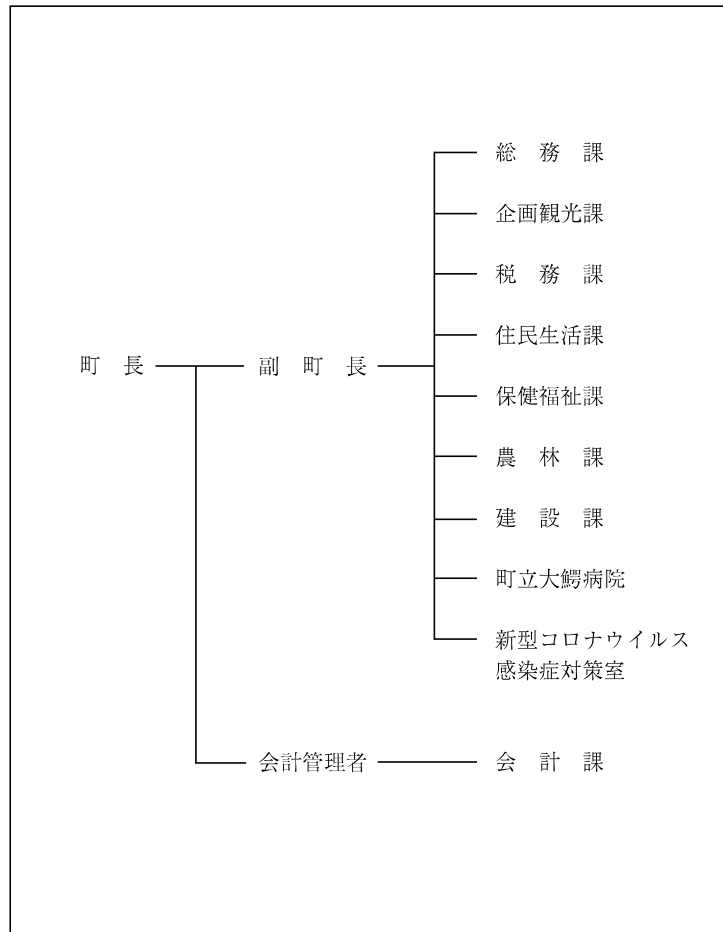 総務課
企画観光課
税務課
住民生活課
町長
副町長
保健福祉課
農林課
建設課
町立大鰐病院
新型コロナウイルス
感染症対策室
会計管理者
会計課